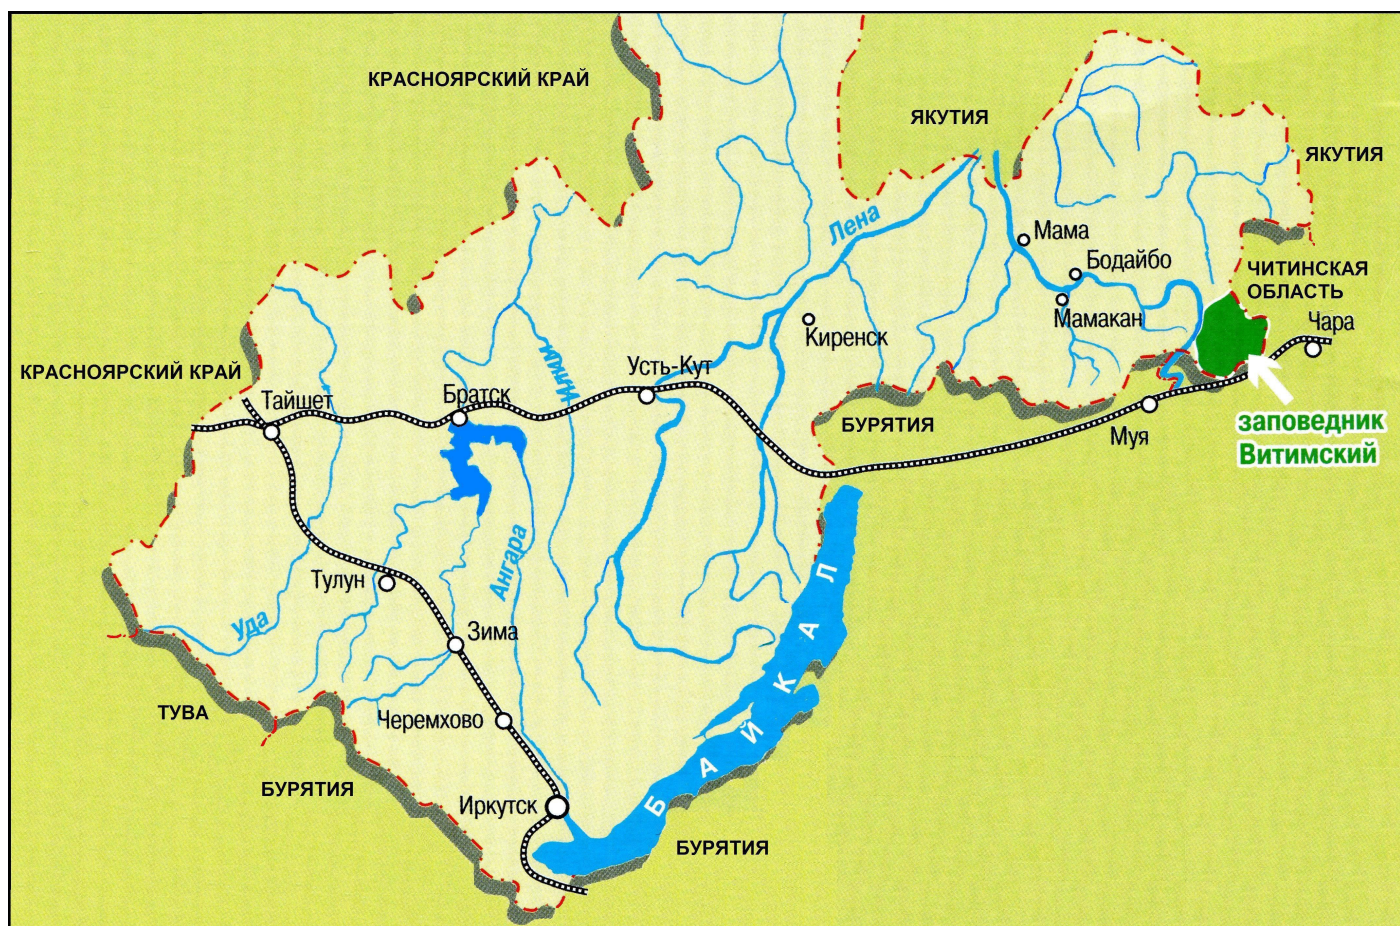 КРАСНОЯРСКИЙ КРАЙ
ЯКУТИЯ
ЯКУТИЯ
Лена
Мама
Бодайбо
ЧИТИНСКАЯ
ОБЛАСТЬ
Мамакан
Чара
Киренск
КРАСНОЯРСКИЙ КРАЙ
Усть-Кут
Илим
Тайшет
Братск
БУРЯТИЯ
Муя
заповедник
Витимский
Ангара
Тулун
Уда
Зима
ТУВА
Черемхово
БАЙКАЛ
БУРЯТИЯ
Иркутск
БУРЯТИЯ